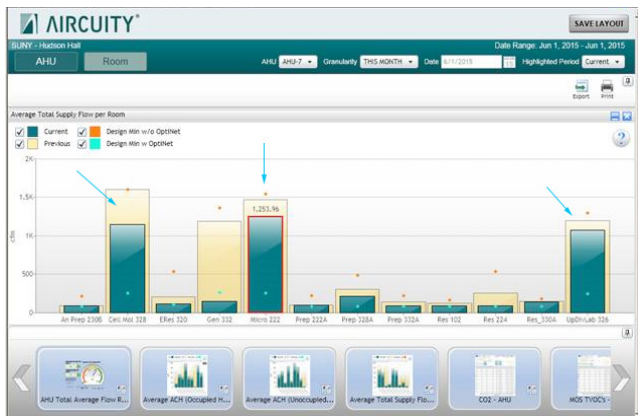 AIRCUITY®
SAVE LAYOUT
SUNY - Hudson Hall
Date Range: Jun 1, 2015 - Jun 1, 2015
AHU
Room
AHU AHU-7 Granularity THIS MONTH Date 6/1/2015 15 Highlighted Period Current
Export Print
Average Total Supply Flow per Room
Current Design Min w/o OptiNet
Previous Design Min w OptiNet
?
2K
1.5K
1,253.96
1K
cfm
500
0
An Prep 230B Cell Mol 328 ERes 320 Gen 332 Micro 222 Prep 222A Prep 328A Prep 332A Res 102 Res 224 Res_300A UpDivLab 326
AHU Total Average Flow R... Average ACH (Occupied H... Average ACH (Unoccupied... Average Total Supply Flo... CO2 - AHU MOS TVOC's -